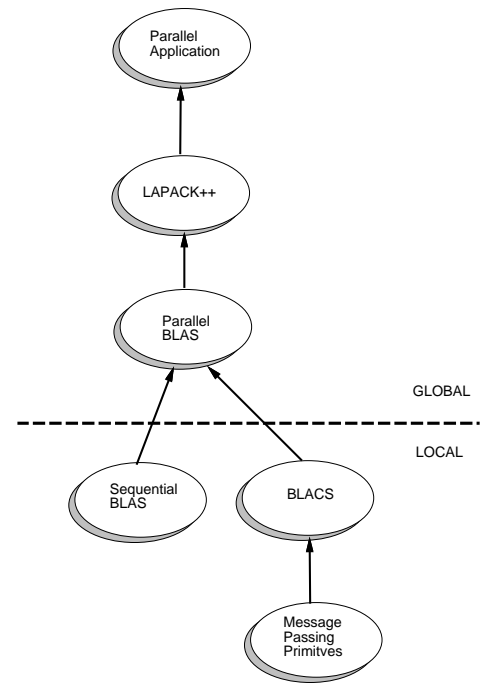 Parallel
Application
LAPACK++
Parallel
BLAS
GLOBAL
LOCAL
Sequential
BLAS
BLACS
Message
Passing
Primitves